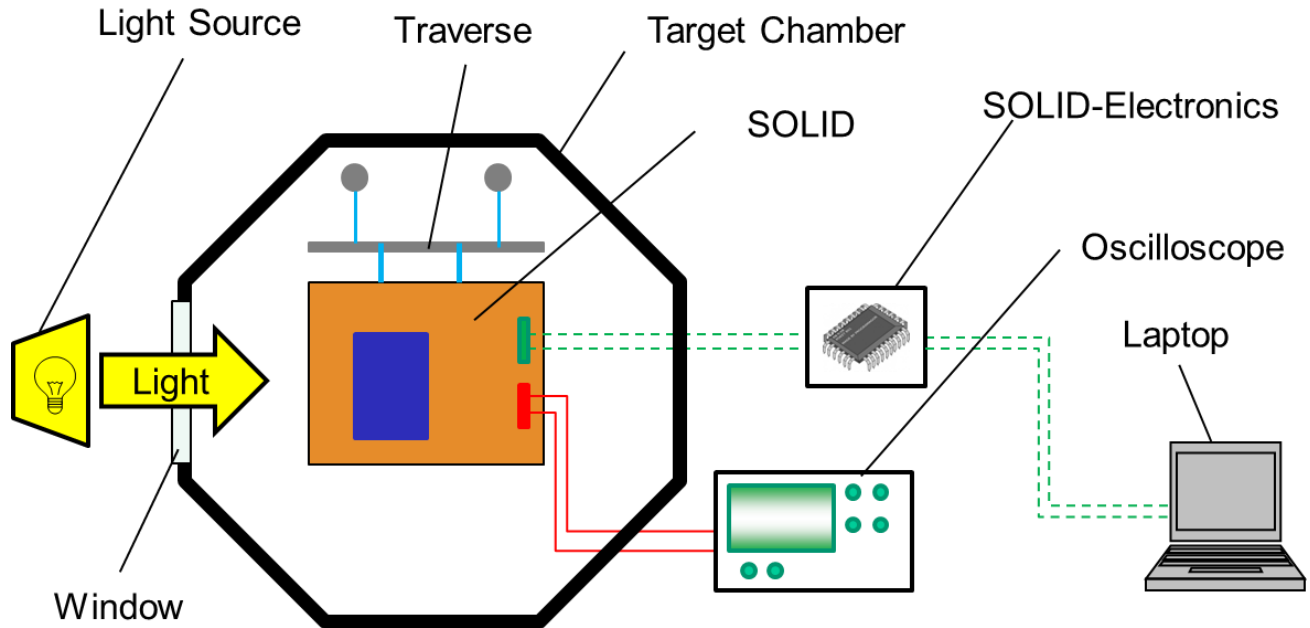 Light Source
Traverse
Target Chamber
SOLID
SOLID-Electronics
Oscilloscope
Laptop
Light
Window